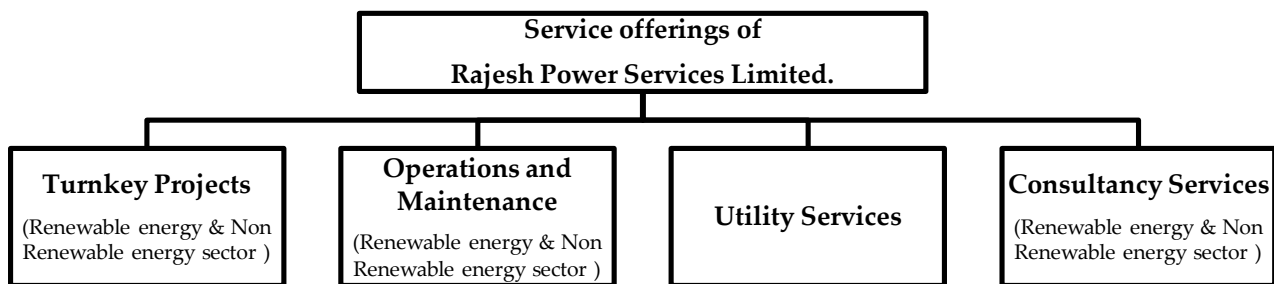 Service offerings of
Rajesh Power Services Limited.
Turnkey Projects
(Renewable energy & Non
Renewable energy sector )
Operations and
Maintenance
(Renewable energy & Non
Renewable energy sector )
Utility Services
Consultancy Services
(Renewable energy & Non
Renewable energy sector )